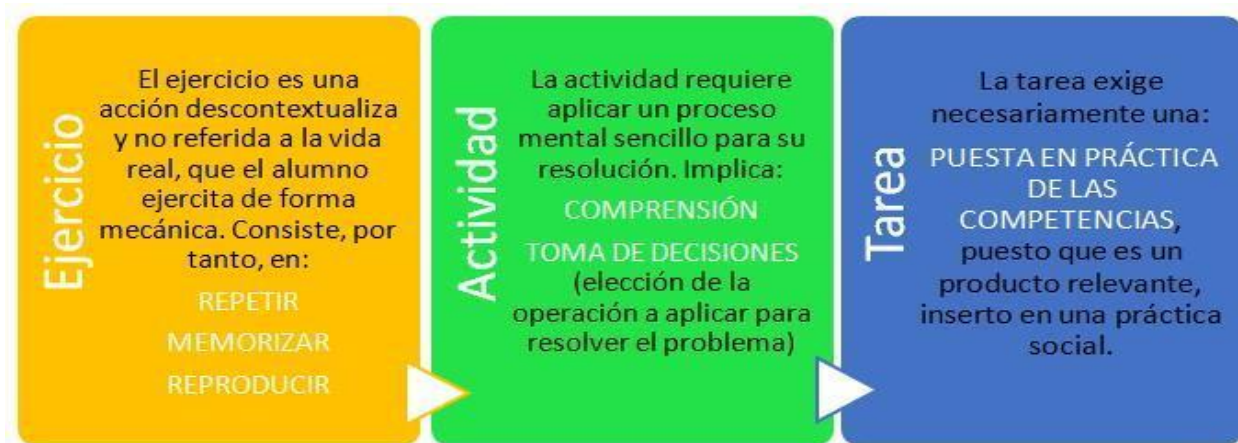 Ejercicio
El ejercicio es una
acción descontextualiza
y no referida a la vida
real, que el alumno
ejercita de forma
mecánica. Consiste, por
tanto, en:
REPETIR
MEMORIZAR
REPRODUCIR
Actividad
La actividad requiere
aplicar un proceso
mental sencillo para su
resolución. Implica:
COMPRENSIÓN
TOMA DE DECISIONES
(elección de la
operación a aplicar para
resolver el problema)
Tarea
La tarea exige
necesariamente una:
PUESTA EN PRÁCTICA
DE LAS
COMPETENCIAS,
puesto que es un
producto relevante,
inserto en una práctica
social.